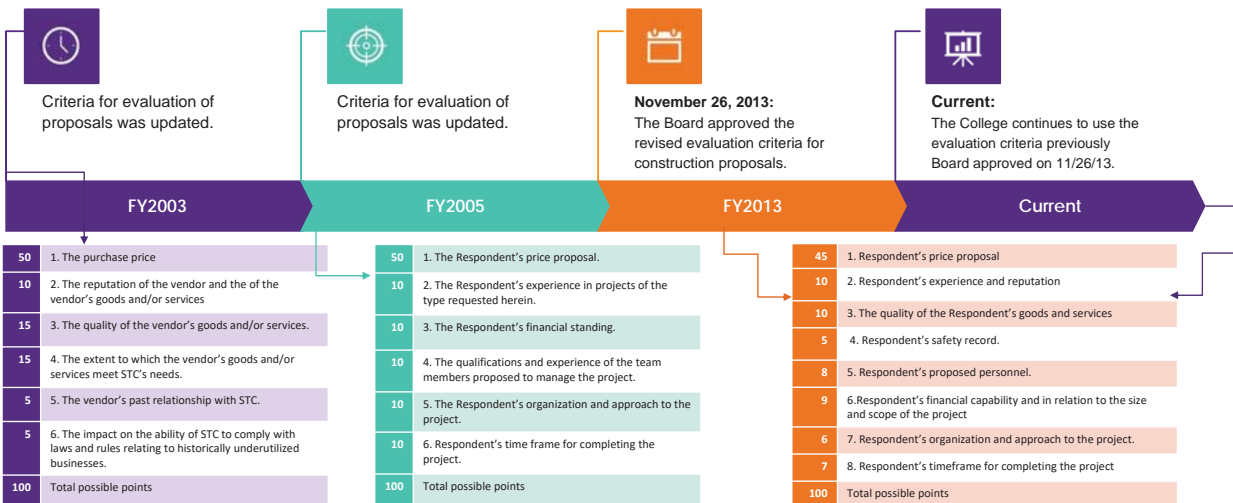 Criteria for evaluation of
proposals was updated.
Criteria for evaluation of
proposals was updated.
November 26, 2013:
The Board approved the
revised evaluation criteria for
construction proposals.
Current:
The College continues to use the
evaluation criteria previously
Board approved on 11/26/13.
FY2003
FY2005
FY2013
Current
50 1. The purchase price
10 2. The reputation of the vendor and the of the
vendor's goods and/or services
15 3. The quality of the vendor's goods and/or services.
15 4. The extent to which the vendor's goods and/or
services meet STC's needs.
5 5. The vendor's past relationship with STC.
5 6. The impact on the ability of STC to comply with
laws and rules relating to historically underutilized
businesses.
100 Total possible points
50 1. The Respondent's price proposal.
10 2. The Respondent's experience in projects of the
type requested herein.
10 3. The Respondent's financial standing.
10 4. The qualifications and experience of the team
members proposed to manage the project.
10 5. The Respondent's organization and approach to the
project.
10 6. Respondent's time frame for completing the
project.
100 Total possible points
45 1. Respondent's price proposal
10 2. Respondent's experience and reputation
10 3. The quality of the Respondent's goods and services
5 4. Respondent's safety record.
8 5. Respondent's proposed personnel.
9 6.Respondent's financial capability and in relation to the size
and scope of the project
6 7. Respondent's organization and approach to the project.
7 8. Respondent's timeframe for completing the project
100 Total possible points